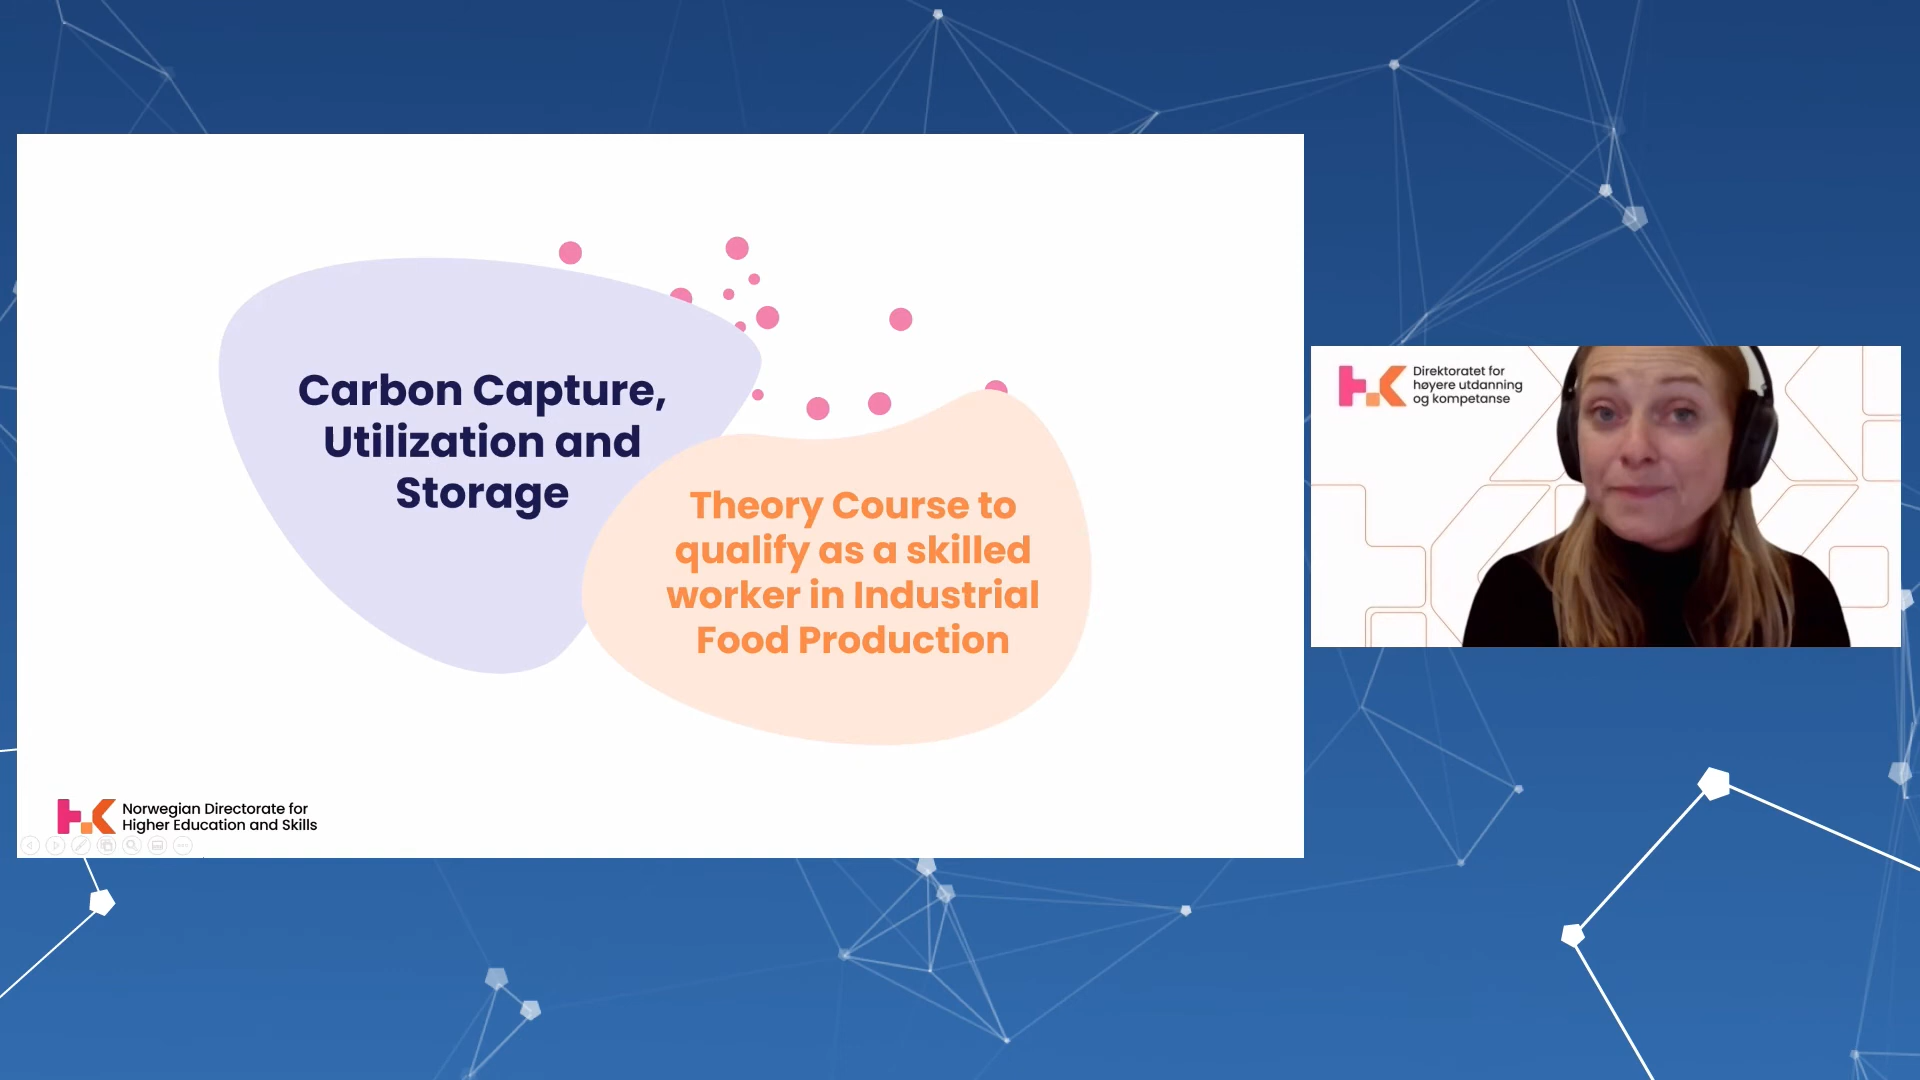 Carbon Capture,
Utilization and
Storage
Theory Course to
qualify as a skilled
worker in Industrial
Food Production
Norwegian Directorate for
Higher Education and Skills
Direktoratet for
høyere utdanning
og kompetanse